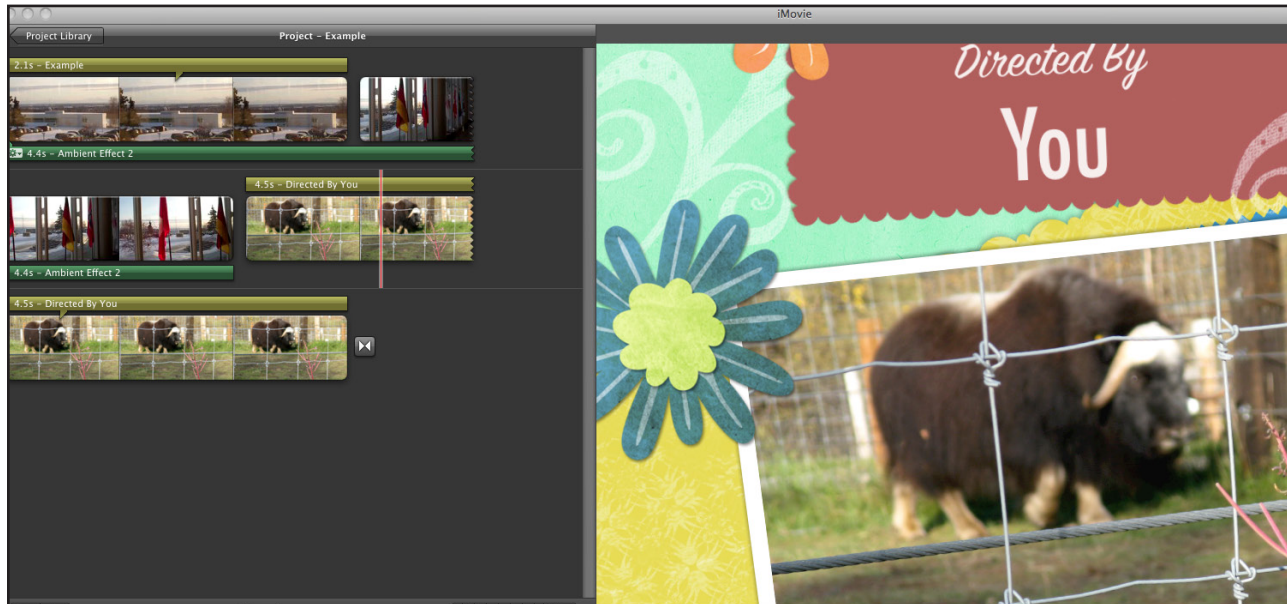 iMovie
Project Library
Project – Example
2.1s – Example
4.4s – Ambient Effect 2
4.5s – Directed By You
4.4s – Ambient Effect 2
4.5s – Directed By You
Directed By
You